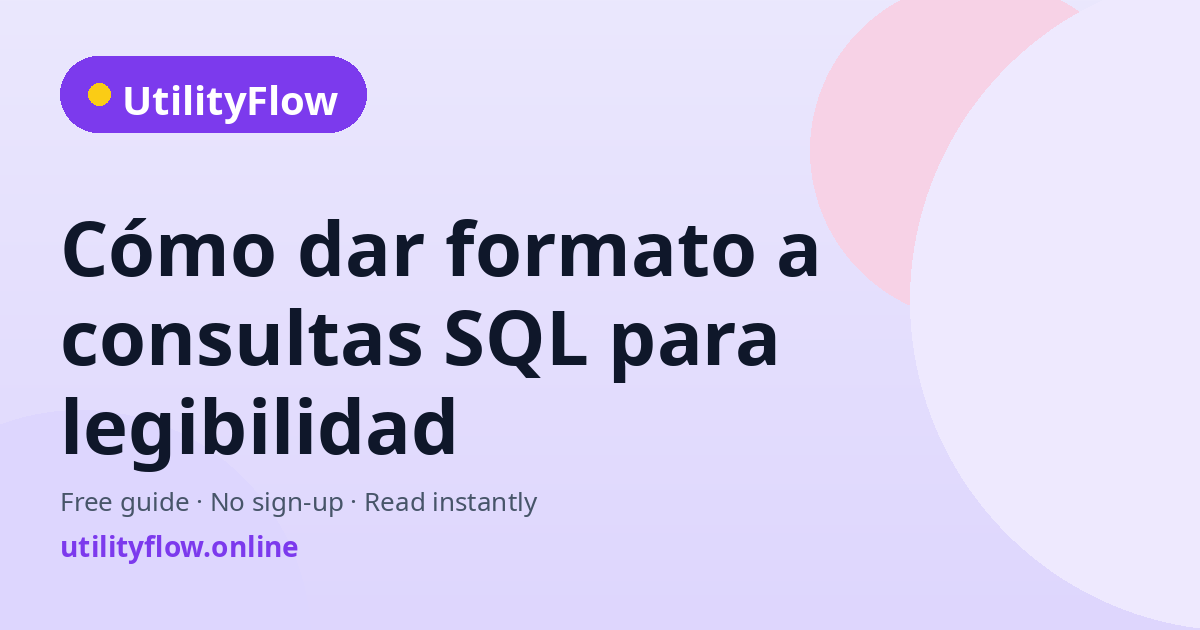 UtilityFlow
Cómo dar formato a
consultas SQL para
legibilidad
Free guide · No sign-up · Read instantly
utilityflow.online